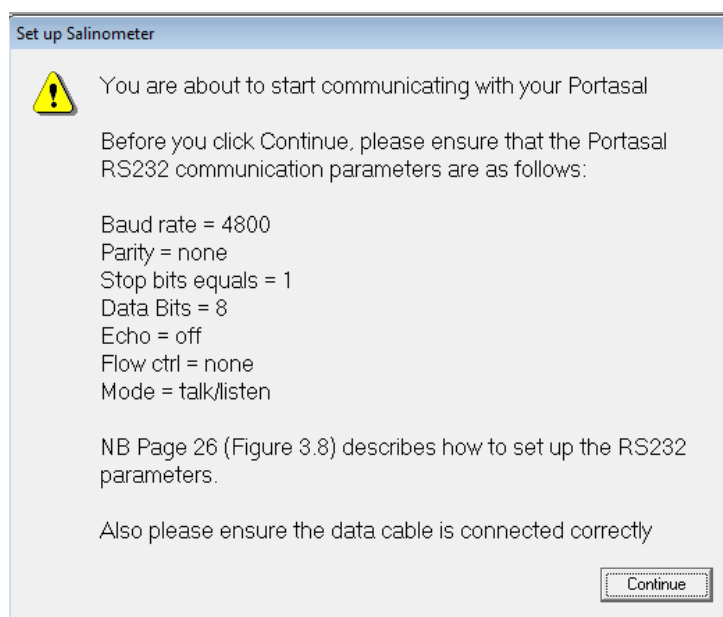 Set up Salinometer
You are about to start communicating with your Portasal
Before you click Continue, please ensure that the Portasal
RS232 communication parameters are as follows:
Baud rate = 4800
Parity = none
Stop bits equals = 1
Data Bits = 8
Echo = off
Flow ctrl = none
Mode = talk/listen
NB Page 26 (Figure 3.8) describes how to set up the RS232
parameters.
Also please ensure the data cable is connected correctly
Continue